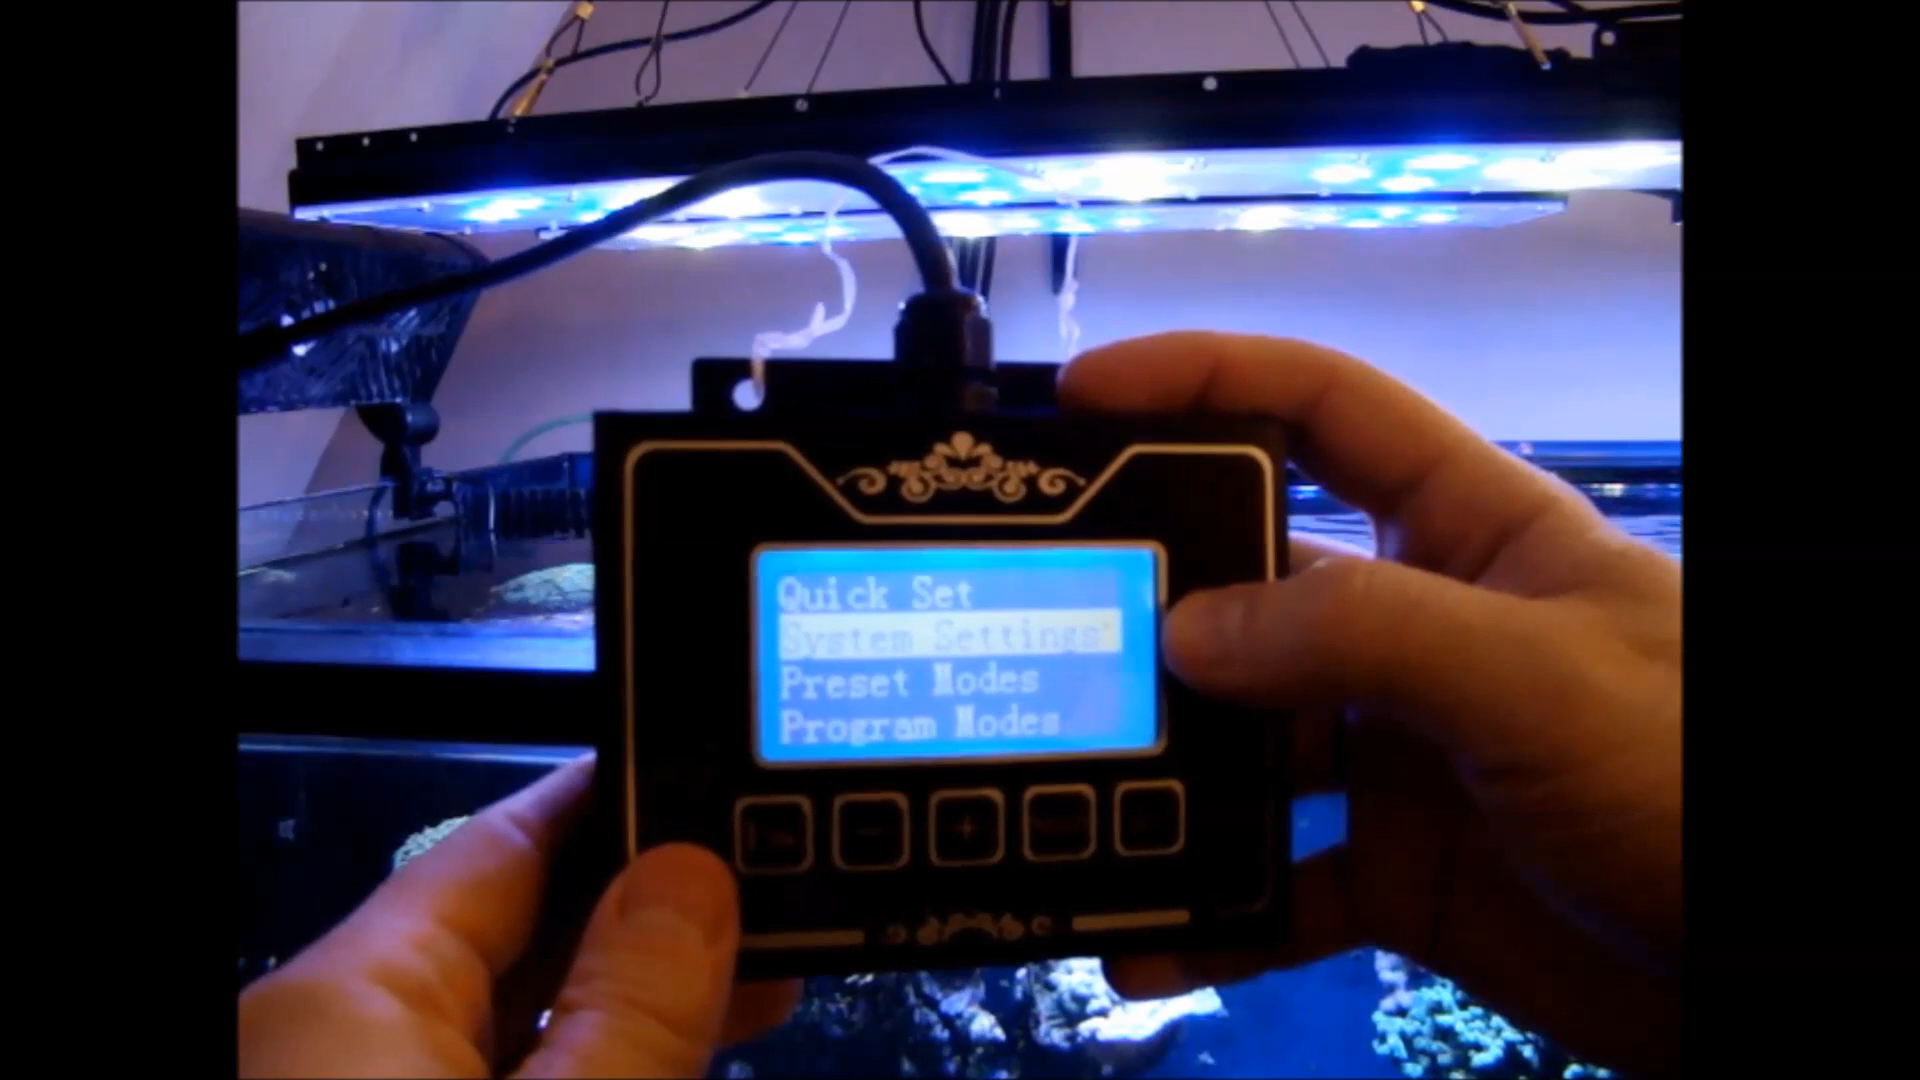 Quick Set
System Settings
Preset Modes
Program Modes
- +